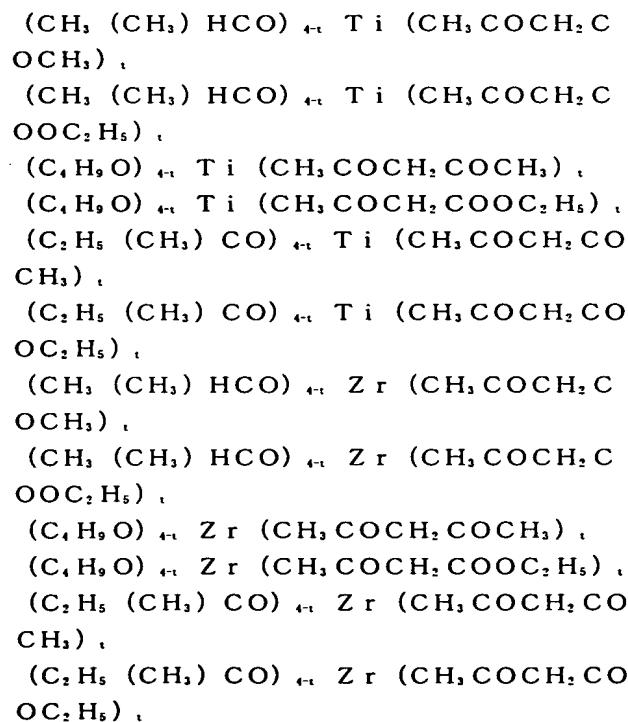 (CH₃ (CH₃) HCO) ₄₋ₜ Ti (CH₃COCH₂C
OCH₃) ₜ
(CH₃ (CH₃) HCO) ₄₋ₜ Ti (CH₃COCH₂C
OOC₂H₅) ₜ
(C₄H₉O) ₄₋ₜ Ti (CH₃COCH₂COCH₃) ₜ
(C₄H₉O) ₄₋ₜ Ti (CH₃COCH₂COOC₂H₅) ₜ
(C₂H₅ (CH₃) CO) ₄₋ₜ Ti (CH₃COCH₂CO
CH₃) ₜ
(C₂H₅ (CH₃) CO) ₄₋ₜ Ti (CH₃COCH₂CO
OC₂H₅) ₜ
(CH₃ (CH₃) HCO) ₄₋ₜ Zr (CH₃COCH₂C
OCH₃) ₜ
(CH₃ (CH₃) HCO) ₄₋ₜ Zr (CH₃COCH₂C
OOC₂H₅) ₜ
(C₄H₉O) ₄₋ₜ Zr (CH₃COCH₂COCH₃) ₜ
(C₄H₉O) ₄₋ₜ Zr (CH₃COCH₂COOC₂H₅) ₜ
(C₂H₅ (CH₃) CO) ₄₋ₜ Zr (CH₃COCH₂CO
CH₃) ₜ
(C₂H₅ (CH₃) CO) ₄₋ₜ Zr (CH₃COCH₂CO
OC₂H₅) ₜ